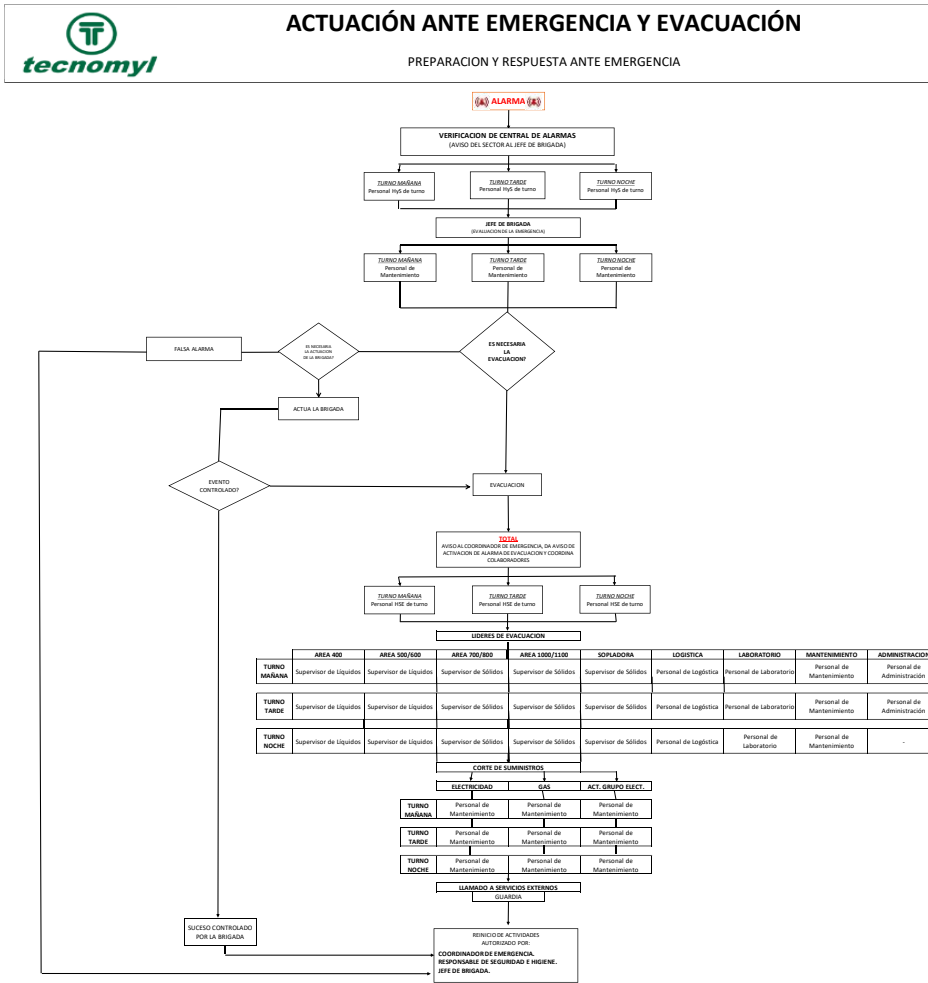 tecnomyl
ACTUACIÓN ANTE EMERGENCIA Y EVACUACIÓN
PREPARACION Y RESPUESTA ANTE EMERGENCIA
ALARMA
VERIFICACION DE CENTRAL DE ALARMAS
(AVISO DEL SECTOR AL JEFE DE BRIGADA)
TURNO MAÑANA
Personal HyS de turno
TURNO TARDE
Personal HyS de turno
TURNO NOCHE
Personal HyS de turno
JEFE DE BRIGADA
(EVALUACION DE LA EMERGENCIA)
TURNO MAÑANA
Personal de
Mantenimiento
TURNO TARDE
Personal de
Mantenimiento
TURNO NOCHE
Personal de
Mantenimiento
FALSA ALARMA
ES NECESARIA
LA ACTUACION
DE LA BRIGADA?
ES NECESARIA
LA
EVACUACION?
ACTUA LA BRIGADA
EVENTO
CONTROLADO?
EVACUACION
TOTAL
AVISO AL COORDINADOR DE EMERGENCIA, DA AVISO DE
ACTIVACION DE ALARMA DE EVACUACION Y COORDINA
COLABORADORES
TURNO MAÑANA
Personal HSE de turno
TURNO TARDE
Personal HSE de turno
TURNO NOCHE
Personal HSE de turno
LIDERES DE EVACUACION
AREA 400 AREA 500/600 AREA 700/800 AREA 1000/1100 SOPLADORA LOGISTICA LABORATORIO MANTENIMIENTO ADMINISTRACION
TURNO MAÑANA Supervisor de Líquidos Supervisor de Líquidos Supervisor de Sólidos Supervisor de Sólidos Supervisor de Sólidos Personal de Logóstica Personal de Laboratorio Personal de Mantenimiento Personal de Administración
TURNO TARDE Supervisor de Líquidos Supervisor de Líquidos Supervisor de Sólidos Supervisor de Sólidos Supervisor de Sólidos Personal de Logóstica Personal de Laboratorio Personal de Mantenimiento Personal de Administración
TURNO NOCHE Supervisor de Líquidos Supervisor de Líquidos Supervisor de Sólidos Supervisor de Sólidos Supervisor de Sólidos Personal de Logóstica Personal de Laboratorio Personal de Mantenimiento -
CORTE DE SUMINISTROS
ELECTRICIDAD GAS ACT. GRUPO ELECT.
TURNO MAÑANA Personal de Mantenimiento Personal de Mantenimiento Personal de Mantenimiento
TURNO TARDE Personal de Mantenimiento Personal de Mantenimiento Personal de Mantenimiento
TURNO NOCHE Personal de Mantenimiento Personal de Mantenimiento Personal de Mantenimiento
LLAMADO A SERVICIOS EXTERNOS
GUARDIA
SUCESO CONTROLADO
POR LA BRIGADA
REINICIO DE ACTIVIDADES
AUTORIZADO POR:
COORDINADOR DE EMERGENCIA.
RESPONSABLE DE SEGURIDAD E HIGIENE.
JEFE DE BRIGADA.